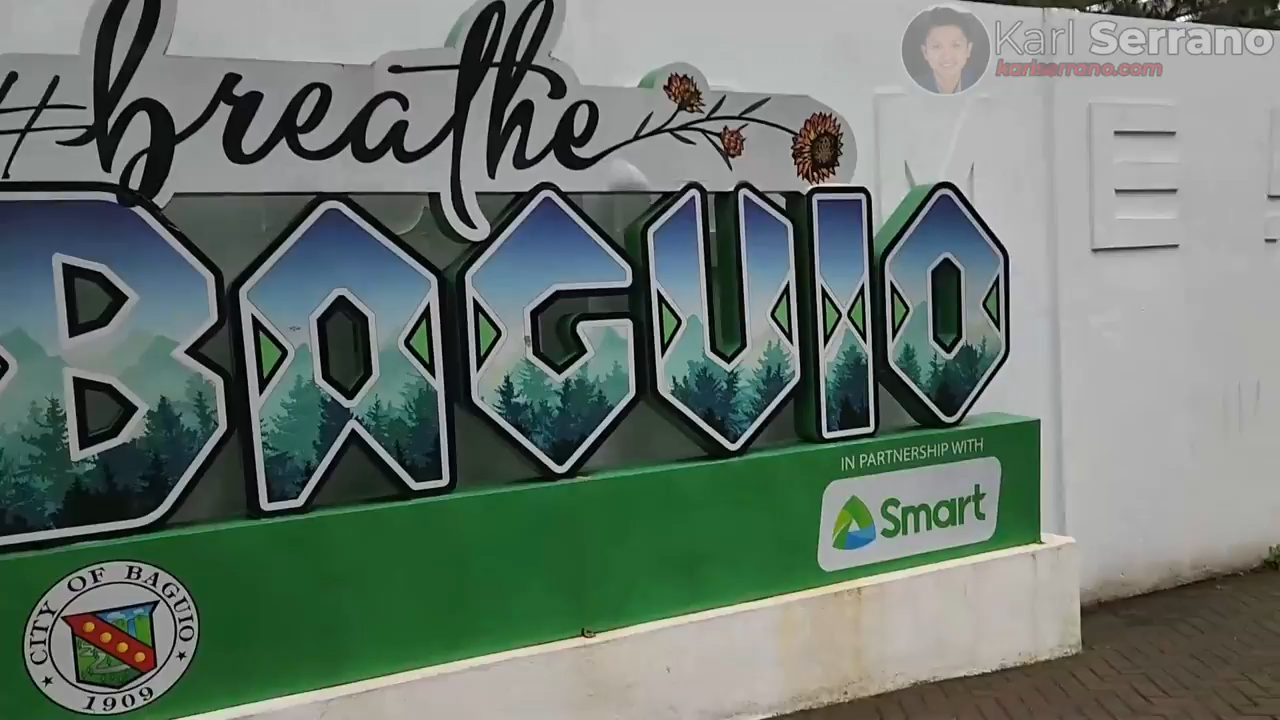 #breathe
BAGUIO
IN PARTNERSHIP WITH
Smart
CITY OF BAGUIO
1909
Karl Serrano
karlserrano.com